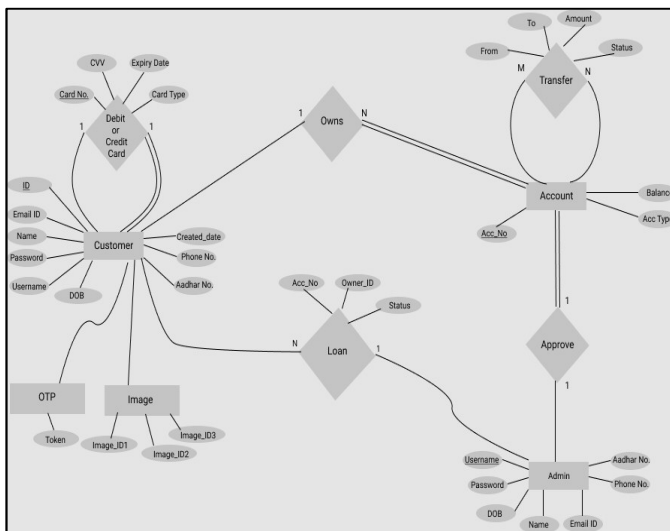 To
Amount
From
Status
M
N
Transfer
CVV
Expiry Date
Card No.
Card Type
1
1
Debit
or
Credit
Card
1
Owns
N
ID
Email ID
Name
Password
Username
DOB
Customer
Created_date
Phone No.
Aadhar No.
Account
Balance
Acc Type
Acc_No
Acc_No
Owner_ID
Status
N
Loan
1
1
Approve
1
OTP
Token
Image
Image_ID1
Image_ID2
Image_ID3
Username
Password
DOB
Name
Email ID
Admin
Aadhar No.
Phone No.